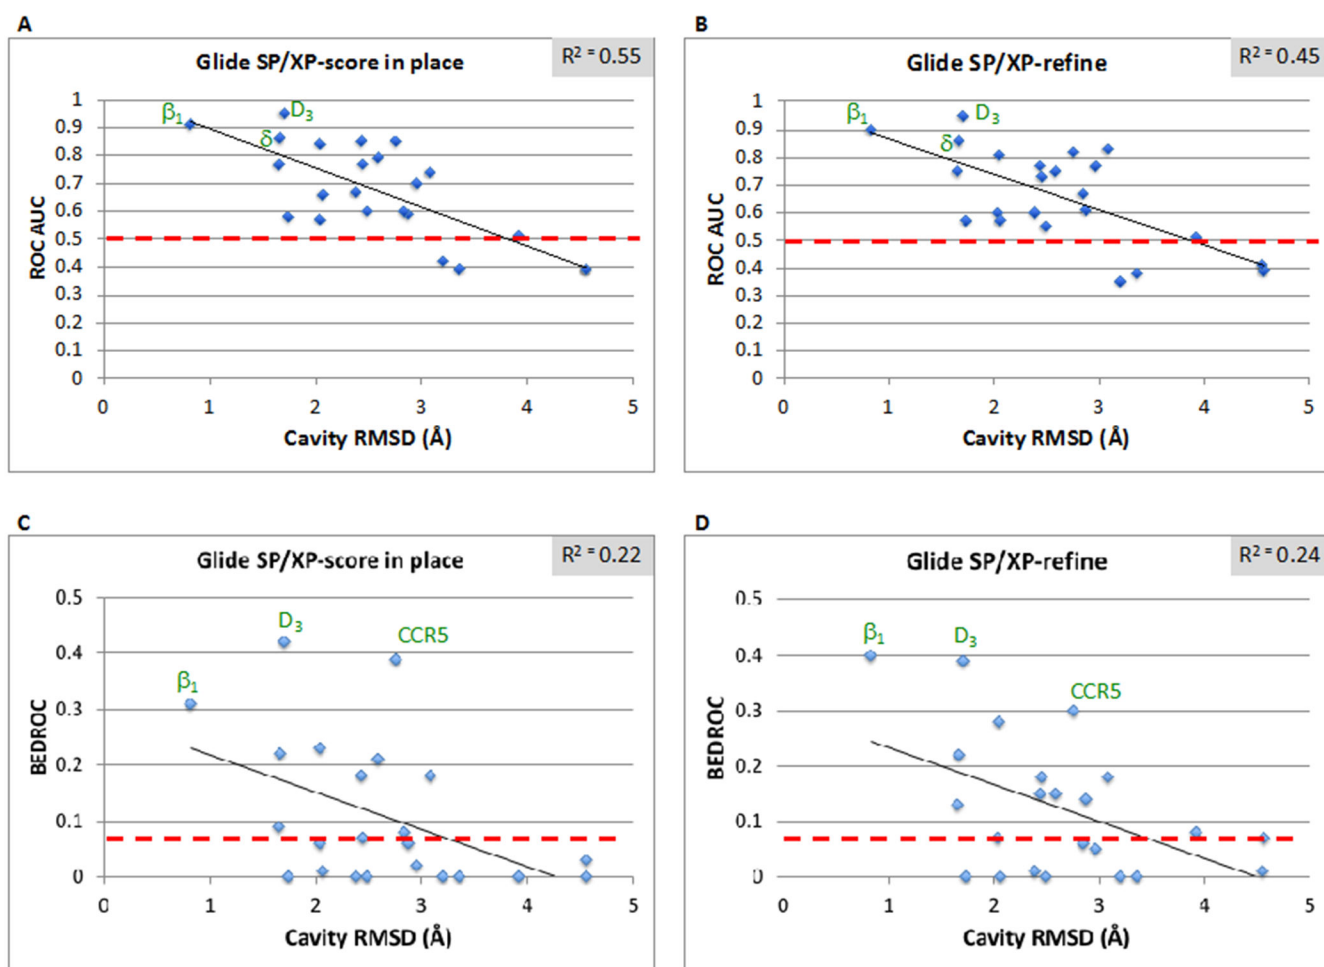 A
Glide SP/XP-score in place
R² = 0.55
ROC AUC
1
0.9
0.8
0.7
0.6
0.5
0.4
0.3
0.2
0.1
0
β₁
D₃
δ
0 1 2 3 4 5
Cavity RMSD (Å)
B
Glide SP/XP-refine
R² = 0.45
ROC AUC
1
0.9
0.8
0.7
0.6
0.5
0.4
0.3
0.2
0.1
0
β₁
D₃
δ
0 1 2 3 4 5
Cavity RMSD (Å)
C
Glide SP/XP-score in place
R² = 0.22
BEDROC
0.5
0.4
0.3
0.2
0.1
0
D₃
CCR5
β₁
0 1 2 3 4 5
Cavity RMSD (Å)
D
Glide SP/XP-refine
R² = 0.24
BEDROC
0.5
0.4
0.3
0.2
0.1
0
β₁
D₃
CCR5
0 1 2 3 4 5
Cavity RMSD (Å)